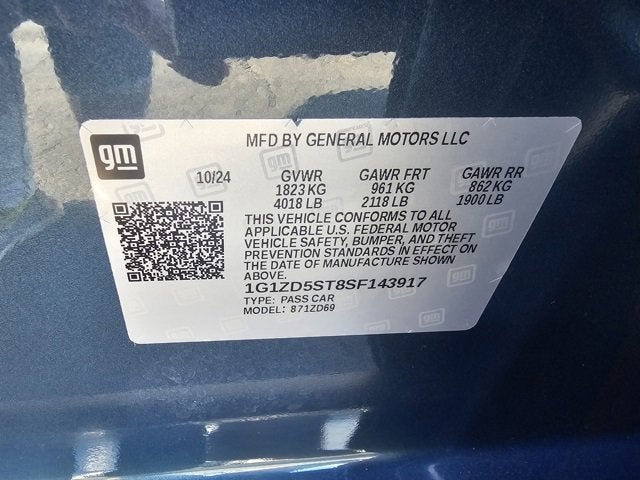 gm
MFD BY GENERAL MOTORS LLC
10/24 GVWR GAWR FRT GAWR RR
1823 KG 961 KG 862 KG
4018 LB 2118 LB 1900 LB
THIS VEHICLE CONFORMS TO ALL
APPLICABLE U.S. FEDERAL MOTOR
VEHICLE SAFETY, BUMPER, AND THEFT
PREVENTION STANDARDS IN EFFECT ON
THE DATE OF MANUFACTURE SHOWN
ABOVE.
1G1ZD5ST8SF143917
TYPE: PASS CAR
MODEL: 871ZD69